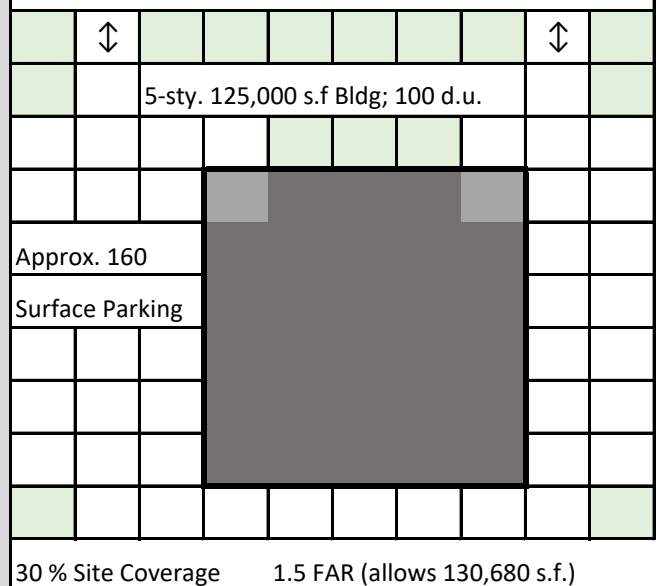 5-sty. 125,000 s.f Bldg; 100 d.u.
Approx. 160
Surface Parking
30 % Site Coverage 1.5 FAR (allows 130,680 s.f.)